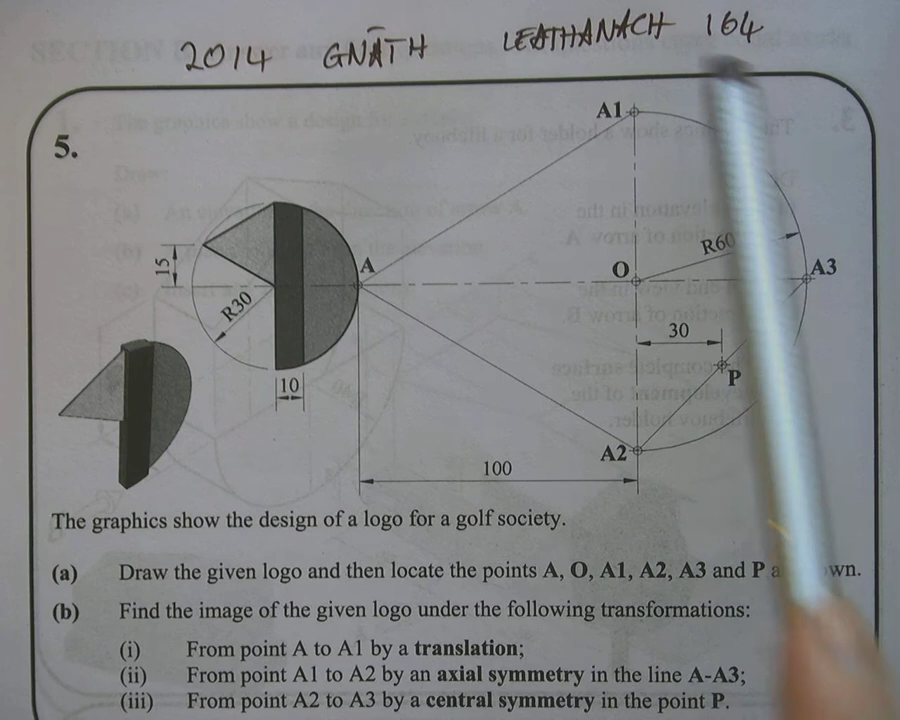 2014 GNĀTH LEATHANACH 164
5.
A1
15
A
R60
O
A3
R30
30
P
10
A2
100
The graphics show the design of a logo for a golf society.
(a) Draw the given logo and then locate the points A, O, A1, A2, A3 and P a wn.
(b) Find the image of the given logo under the following transformations:
(i) From point A to A1 by a translation;
(ii) From point A1 to A2 by an axial symmetry in the line A-A3;
(iii) From point A2 to A3 by a central symmetry in the point P.